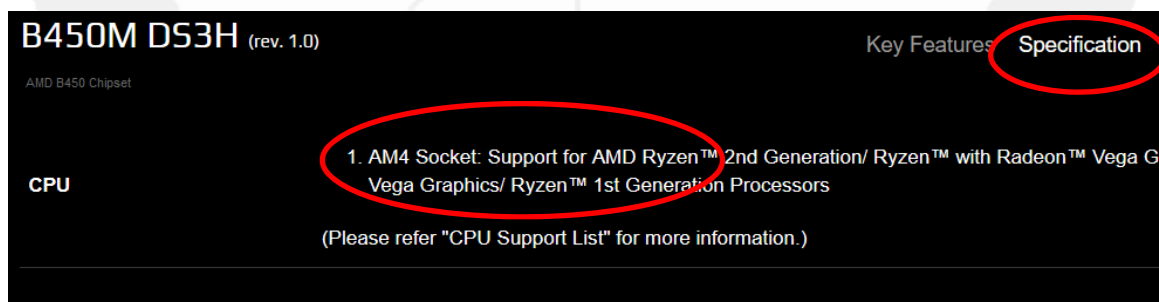 B450M DS3H (rev. 1.0)
Key Features Specification
AMD B450 Chipset
1. AM4 Socket: Support for AMD Ryzen™ 2nd Generation/ Ryzen™ with Radeon™ Vega G
CPU
Vega Graphics/ Ryzen™ 1st Generation Processors
(Please refer "CPU Support List" for more information.)